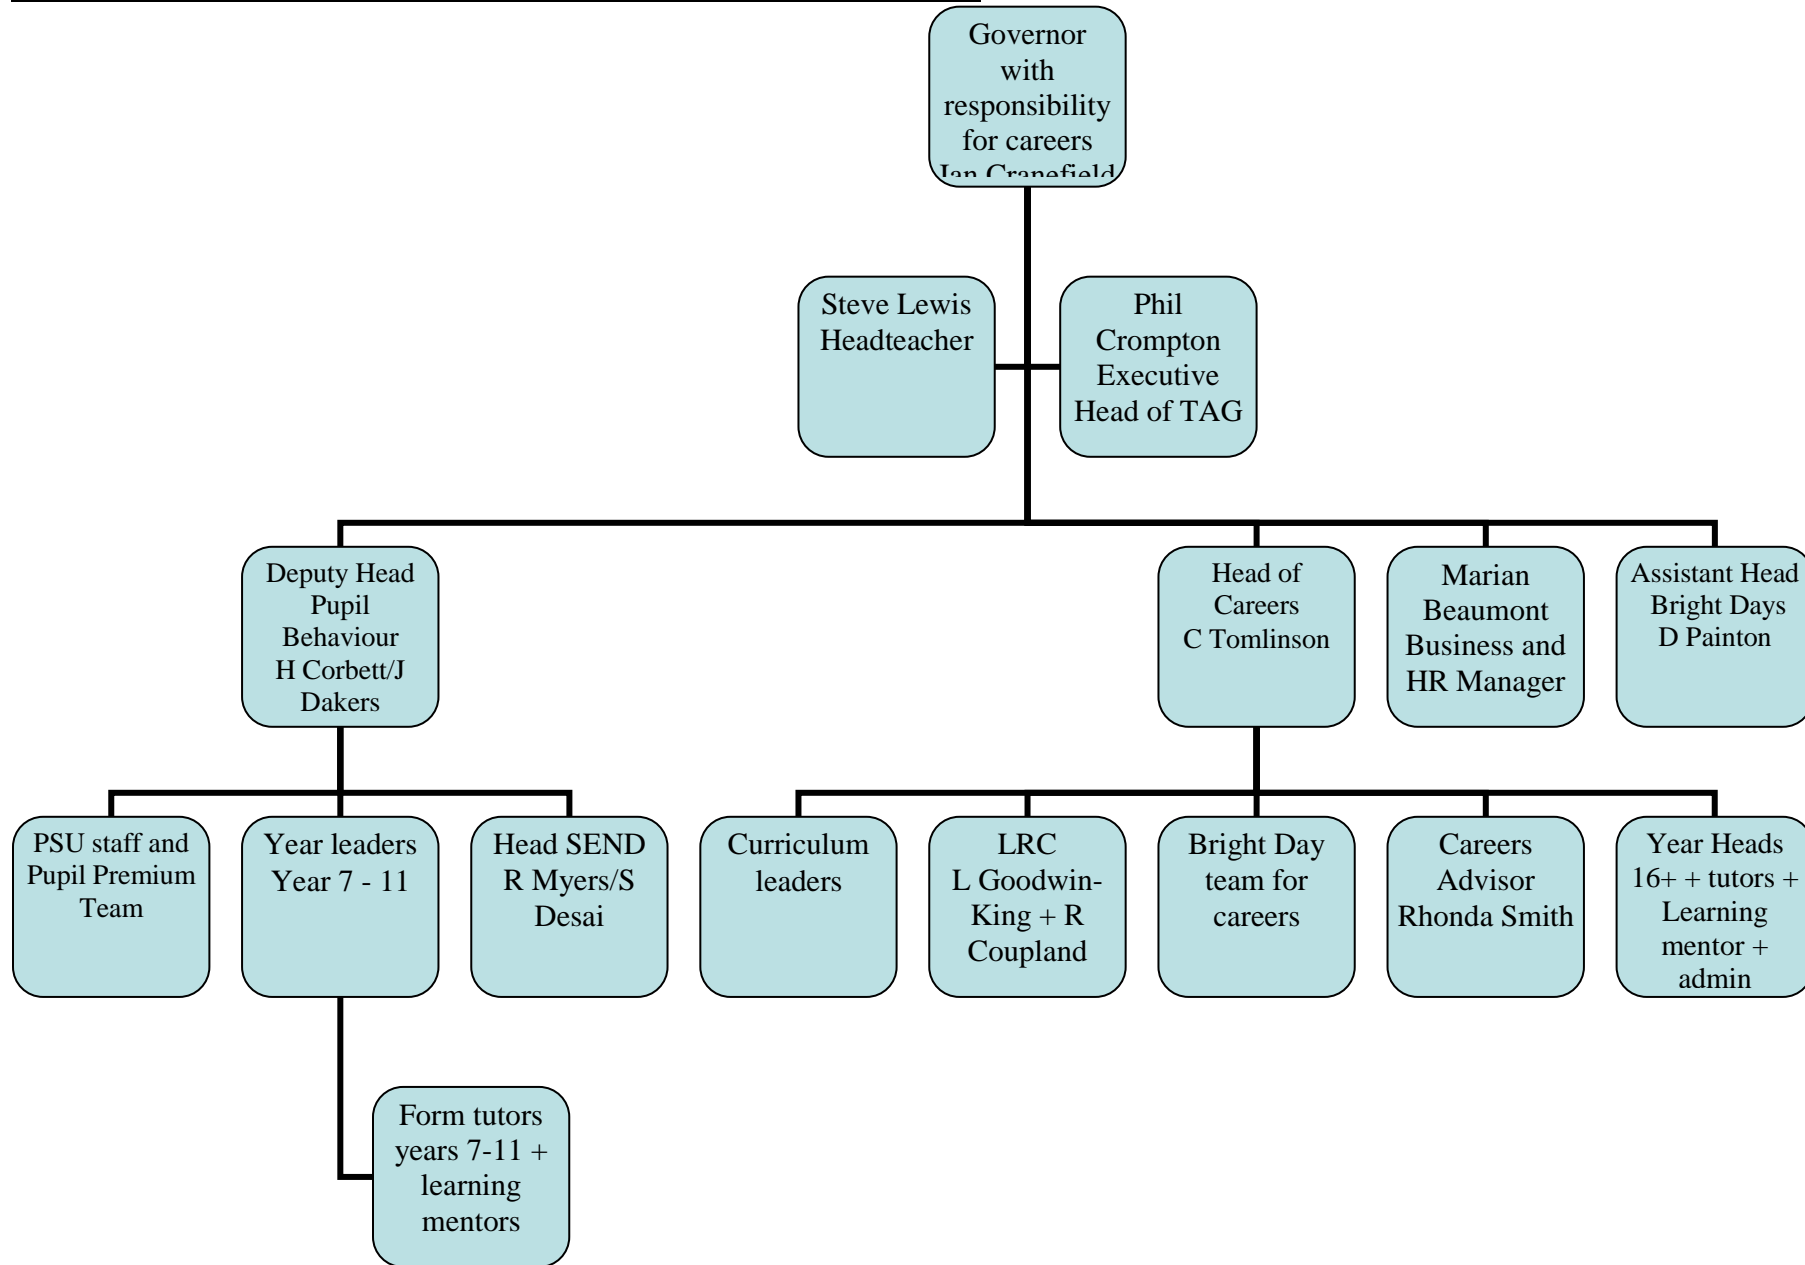 Governor
with
responsibility
for careers
Ian Cranefield
Steve Lewis
Headteacher
Phil
Crompton
Executive
Head of TAG
Deputy Head
Pupil
Behaviour
H Corbett/J
Dakers
Head of
Careers
C Tomlinson
Marian
Beaumont
Business and
HR Manager
Assistant Head
Bright Days
D Painton
PSU staff and
Pupil Premium
Team
Year leaders
Year 7 - 11
Head SEND
R Myers/S
Desai
Curriculum
leaders
LRC
L Goodwin-
King + R
Coupland
Bright Day
team for
careers
Careers
Advisor
Rhonda Smith
Year Heads
16+ + tutors +
Learning
mentor +
admin
Form tutors
years 7-11 +
learning
mentors